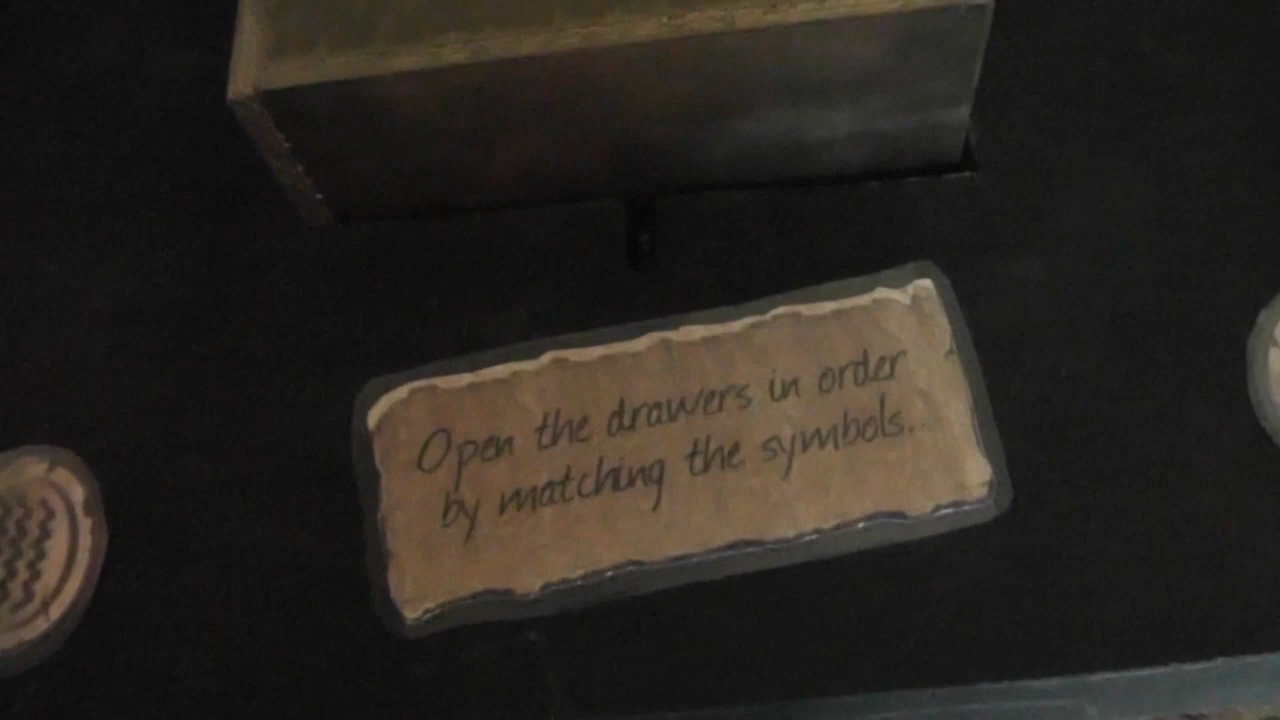 Open the drawers in order
by matching the symbols.